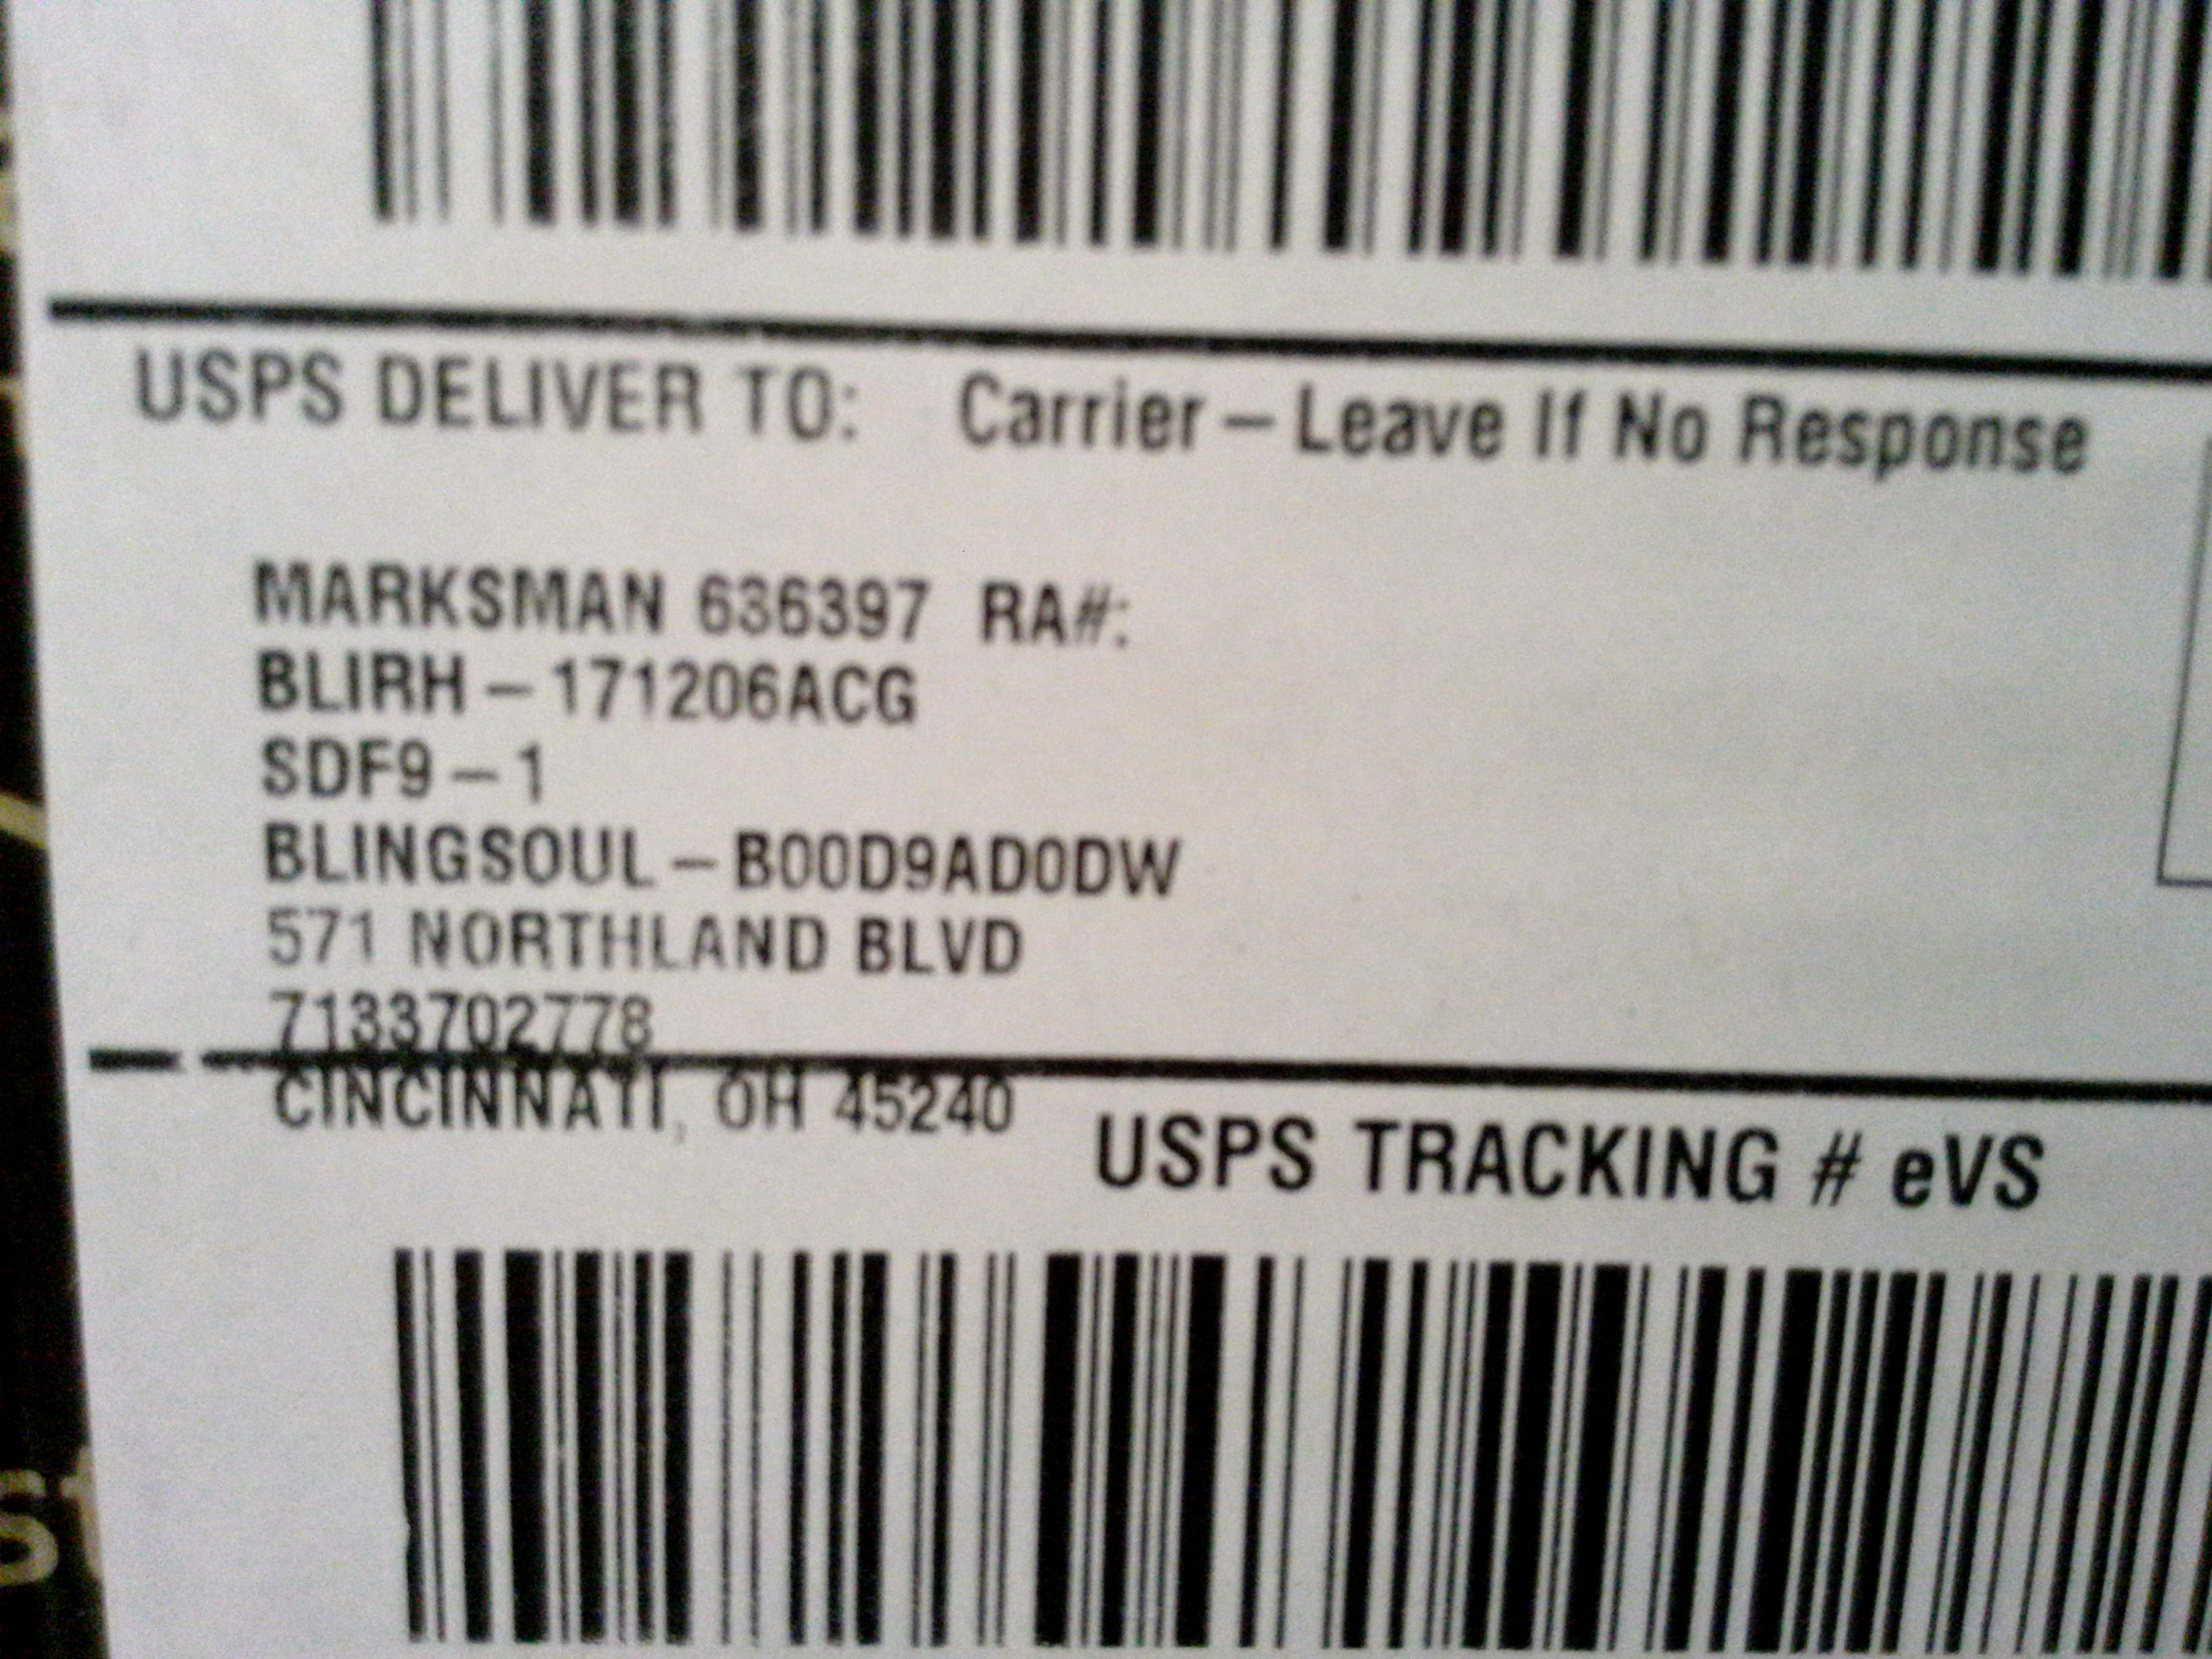 USPS DELIVER TO: Carrier – Leave If No Response
MARKSMAN 636397 RA#:
BLIRH – 171206ACG
SDF9 – 1
BLINGSOUL – B00D9AD0DW
571 NORTHLAND BLVD
7133702778
CINCINNATI, OH 45240
USPS TRACKING # eVS
st